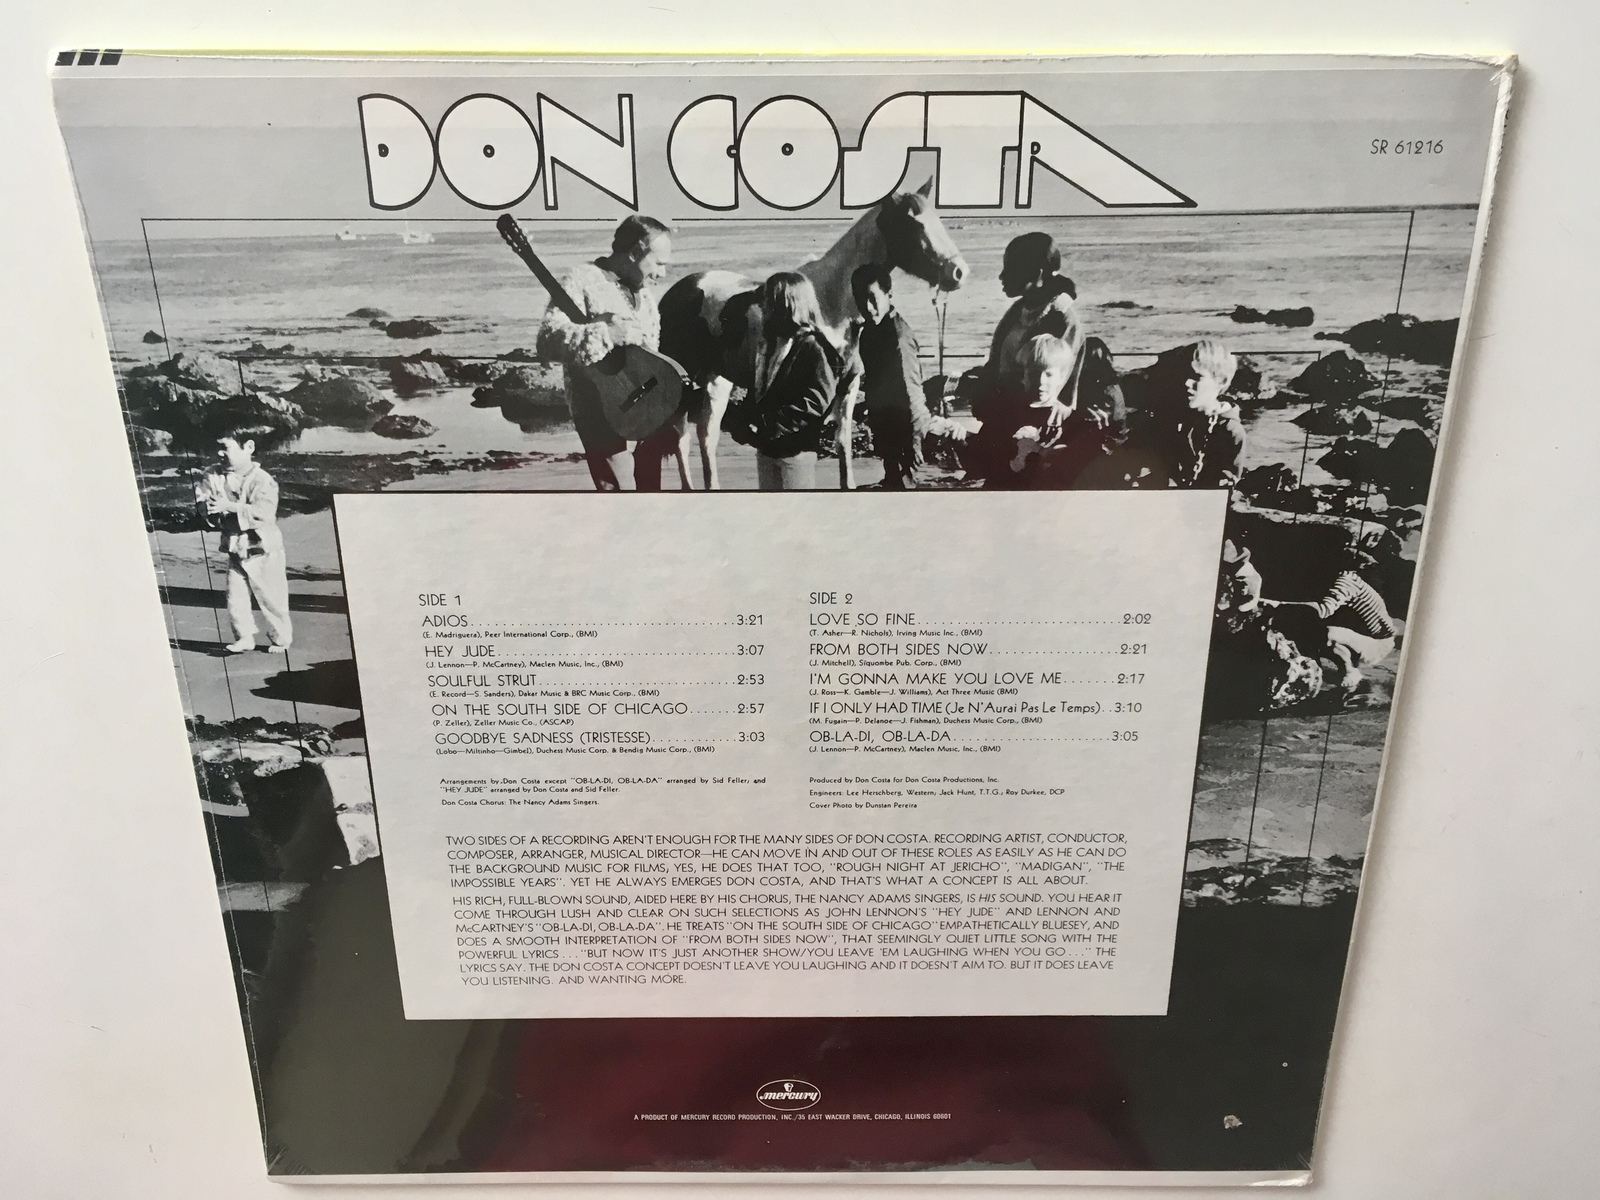 DON COSTA
SR 61216
SIDE 1
ADIOS..........3:21
(E. Madriguera), Peer International Corp., (BMI)
HEY JUDE..........3:07
(J. Lennon—P. McCartney), Maclen Music, Inc., (BMI)
SOULFUL STRUT..........2:53
(E. Record—S. Sanders), Dakar Music & BRC Music Corp., (BMI)
ON THE SOUTH SIDE OF CHICAGO.......2:57
(P. Zeller), Zeller Music Co., (ASCAP)
GOODBYE SADNESS (TRISTESSE)..........3:03
(Lobo—Miltinho—Gimbel), Duchess Music Corp. & Bendig Music Corp., (BMI)
Arrangements by Don Costa except "OB-LA-DI, OB-LA-DA" arranged by Sid Feller; and
"HEY JUDE" arranged by Don Costa and Sid Feller.
Don Costa Chorus: The Nancy Adams Singers.
SIDE 2
LOVE SO FINE..........2:02
(T. Asher—R. Nichols), Irving Music Inc., (BMI)
FROM BOTH SIDES NOW..........2:21
(J. Mitchell), Siquombe Pub. Corp., (BMI)
I'M GONNA MAKE YOU LOVE ME.......2:17
(J. Ross—K. Gamble—J. Williams), Act Three Music (BMI)
IF I ONLY HAD TIME (Je N'Aurai Pas Le Temps)..3:10
(M. Fugain—P. Delanoe—J. Fishman), Duchess Music Corp., (BMI)
OB-LA-DI, OB-LA-DA..........3:05
(J. Lennon—P. McCartney), Maclen Music, Inc., (BMI)
Produced by Don Costa for Don Costa Productions, Inc.
Engineers: Lee Herschberg, Western; Jack Hunt, T.T.G.; Roy Durkee, DCP
Cover Photo by Dunstan Pereira
TWO SIDES OF A RECORDING AREN'T ENOUGH FOR THE MANY SIDES OF DON COSTA. RECORDING ARTIST, CONDUCTOR,
COMPOSER, ARRANGER, MUSICAL DIRECTOR—HE CAN MOVE IN AND OUT OF THESE ROLES AS EASILY AS HE CAN DO
THE BACKGROUND MUSIC FOR FILMS; YES, HE DOES THAT TOO, "ROUGH NIGHT AT JERICHO", "MADIGAN", "THE
IMPOSSIBLE YEARS". YET HE ALWAYS EMERGES DON COSTA, AND THAT'S WHAT A CONCEPT IS ALL ABOUT.
HIS RICH, FULL-BLOWN SOUND, AIDED HERE BY HIS CHORUS, THE NANCY ADAMS SINGERS, IS HIS SOUND. YOU HEAR IT
COME THROUGH LUSH AND CLEAR ON SUCH SELECTIONS AS JOHN LENNON'S "HEY JUDE" AND LENNON AND
McCARTNEY'S "OB-LA-DI, OB-LA-DA". HE TREATS "ON THE SOUTH SIDE OF CHICAGO" EMPATHETICALLY BLUESEY, AND
DOES A SMOOTH INTERPRETATION OF "FROM BOTH SIDES NOW", THAT SEEMINGLY QUIET LITTLE SONG WITH THE
POWERFUL LYRICS . . . "BUT NOW IT'S JUST ANOTHER SHOW/YOU LEAVE 'EM LAUGHING WHEN YOU GO . . ." THE
LYRICS SAY. THE DON COSTA CONCEPT DOESN'T LEAVE YOU LAUGHING AND IT DOESN'T AIM TO. BUT IT DOES LEAVE
YOU LISTENING. AND WANTING MORE.
mercury
A PRODUCT OF MERCURY RECORD PRODUCTION, INC./35 EAST WACKER DRIVE, CHICAGO, ILLINOIS 60601